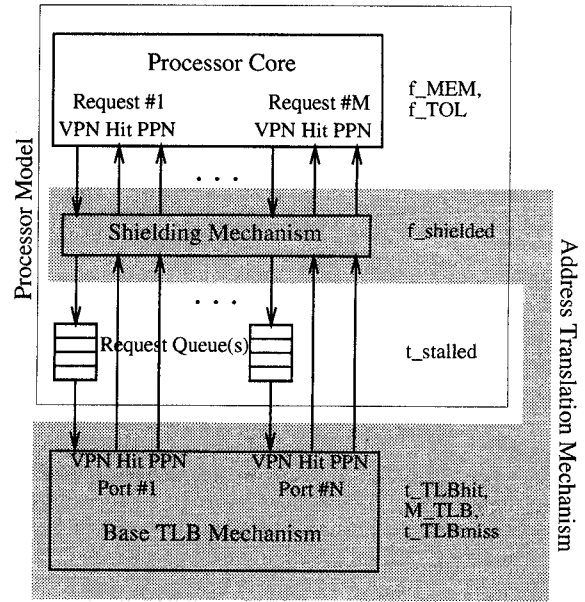 Processor Core
Request #1 Request #M
VPN Hit PPN VPN Hit PPN
f_MEM,
f_TOL
. . .
Shielding Mechanism
f_shielded
. . .
Request Queue(s)
t_stalled
VPN Hit PPN VPN Hit PPN
Port #1 Port #N
Base TLB Mechanism
t_TLBhit,
M_TLB,
t_TLBmiss
Processor Model
Address Translation Mechanism